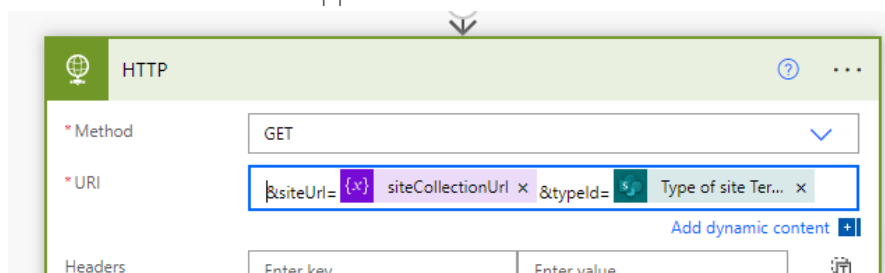 HTTP
* Method
GET
* URI
&siteUrl= {x} siteCollectionUrl × &typeId= Type of site Ter... ×
Add dynamic content +
Headers
Enter key
Enter value